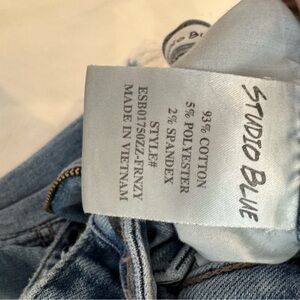 STUDIO BLUE
93% COTTON
5% POLYESTER
2% SPANDEX
STYLE#
ESB01750ZZ-FRNZY
MADE IN VIETNAM